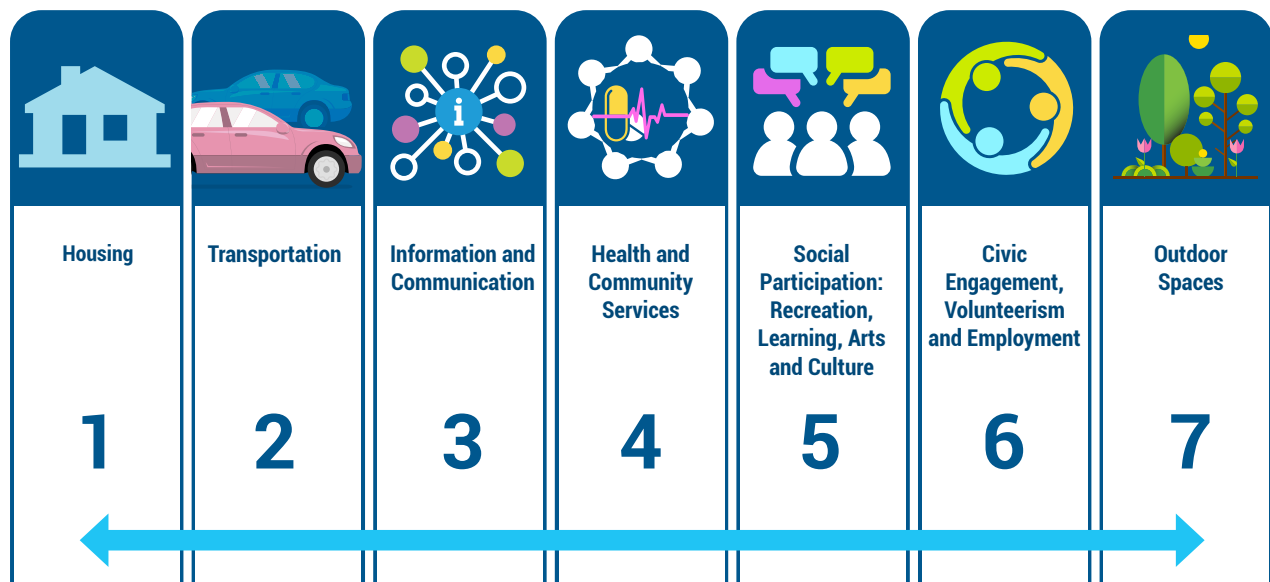 i
Housing
Transportation
Information and
Communication
Health and
Community
Services
Social
Participation:
Recreation,
Learning, Arts
and Culture
Civic
Engagement,
Volunteerism
and Employment
Outdoor
Spaces
1
2
3
4
5
6
7